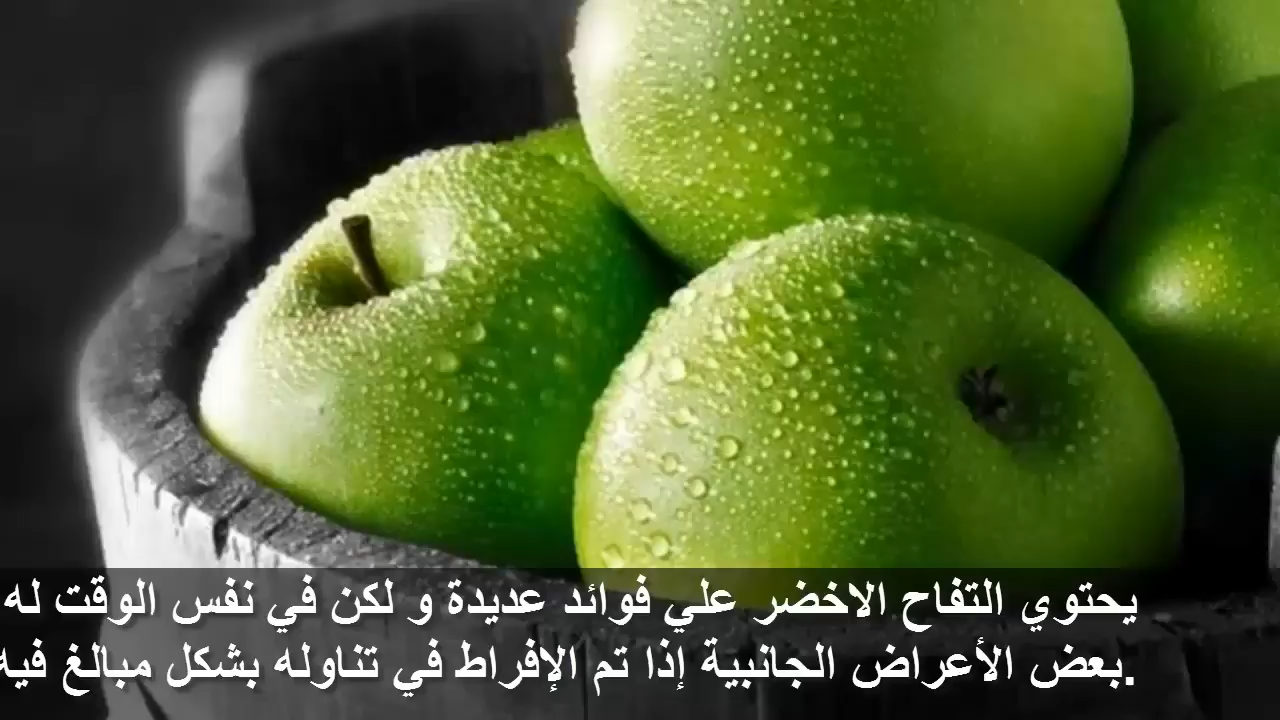 يحتوي التفاح الاخضر علي فوائد عديدة و لكن في نفس الوقت له
بعض الأعراض الجانبية إذا تم الإفراط في تناوله بشكل مبالغ فيه.